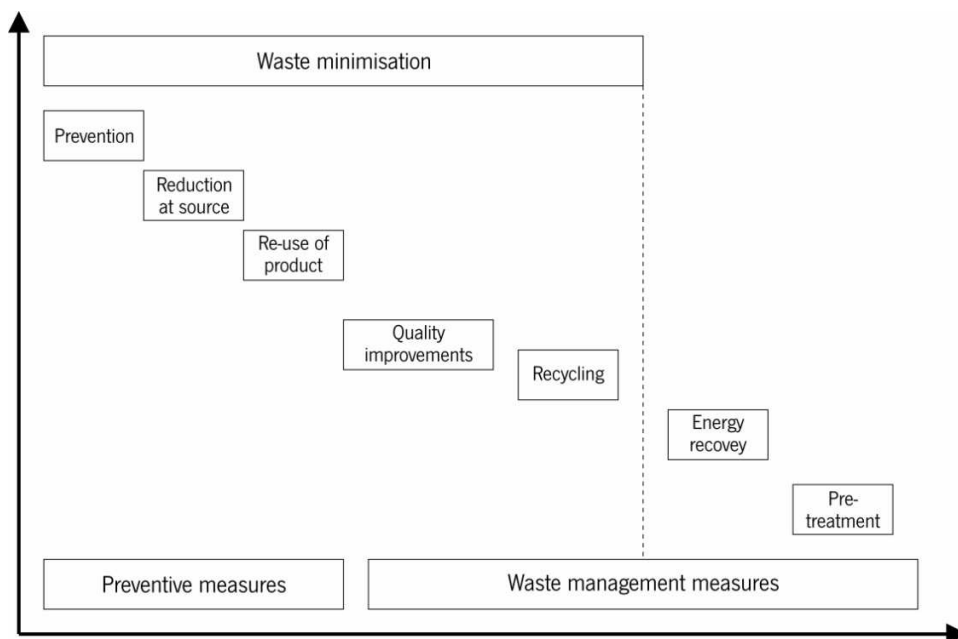 Waste minimisation
Prevention
Reduction
at source
Re-use of
product
Quality
improvements
Recycling
Energy
recovey
Pre-
treatment
Preventive measures
Waste management measures